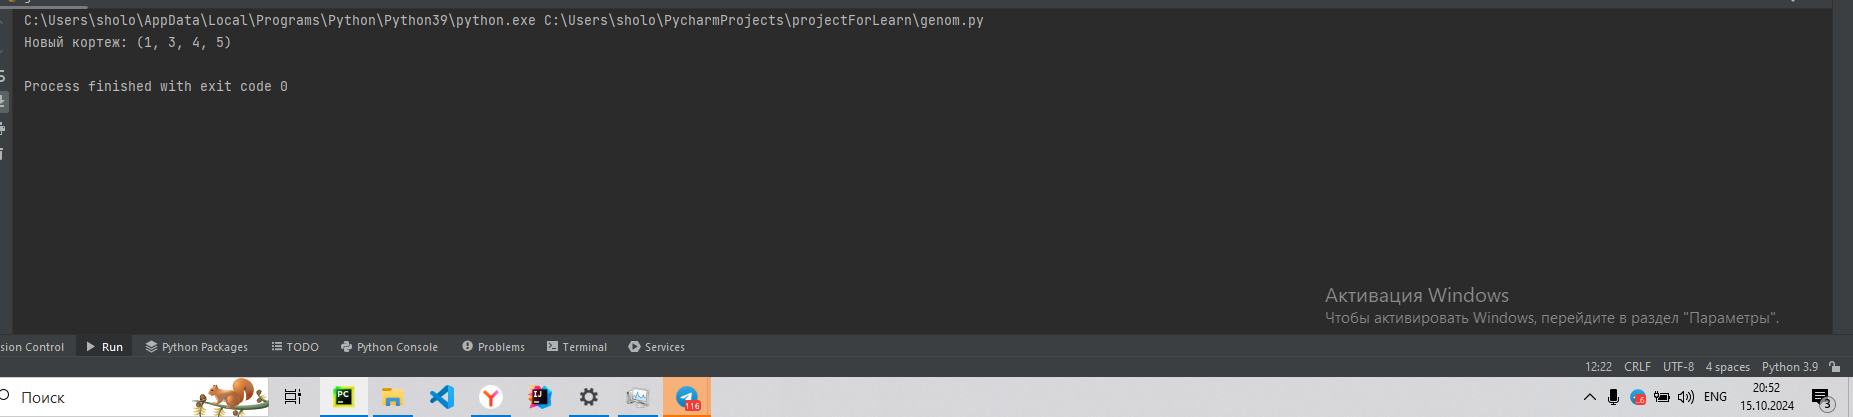 C:\Users\sholo\AppData\Local\Programs\Python\Python39\python.exe C:\Users\sholo\PycharmProjects\projectForLearn\genom.py
Новый кортеж: (1, 3, 4, 5)
Process finished with exit code 0
Активация Windows
Чтобы активировать Windows, перейдите в раздел "Параметры".
sion Control Run Python Packages TODO Python Console Problems Terminal Services
12:22 CRLF UTF-8 4 spaces Python 3.9
Поиск PC IJ 116 ENG 20:52
15.10.2024 3